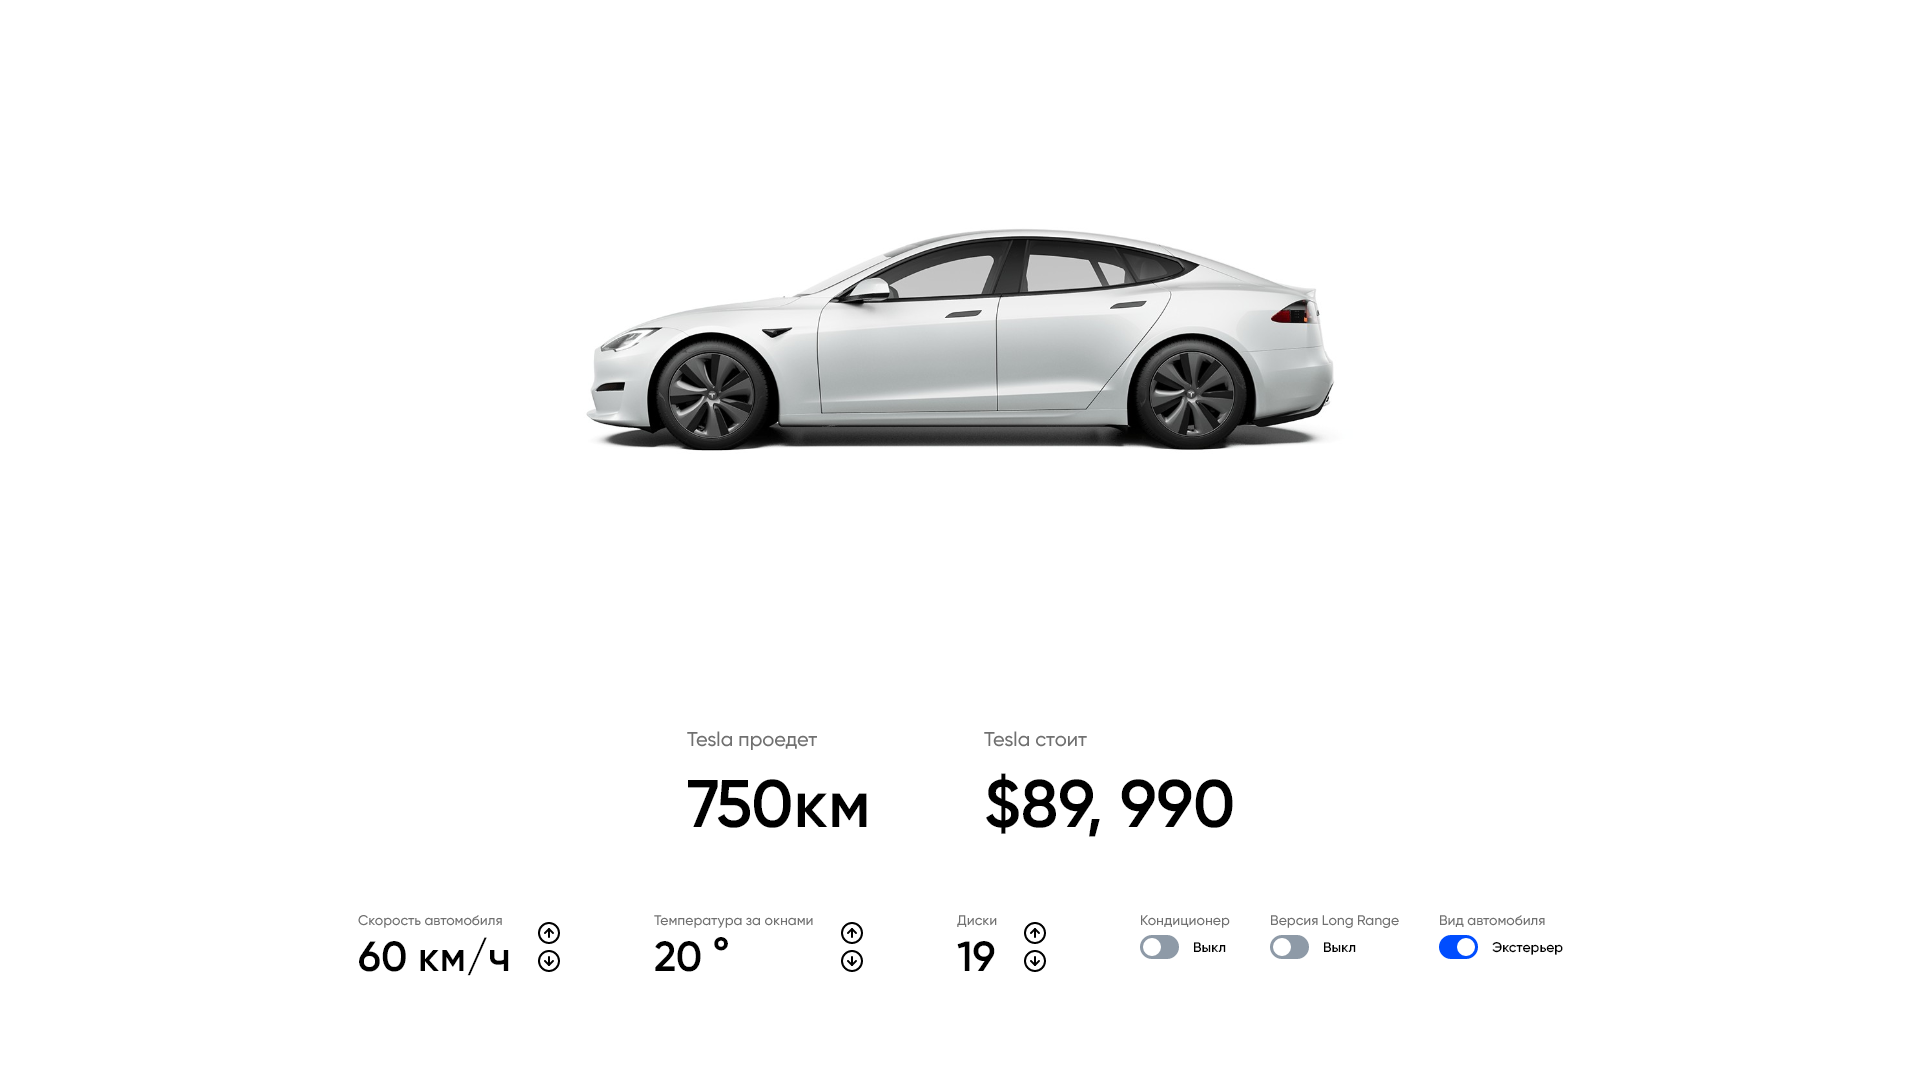 Tesla проедет
Tesla стоит
750км
$89, 990
Скорость автомобиля
60 км/ч
Температура за окнами
20 °
Диски
19
Кондиционер
Выкл
Версия Long Range
Выкл
Вид автомобиля
Экстерьер